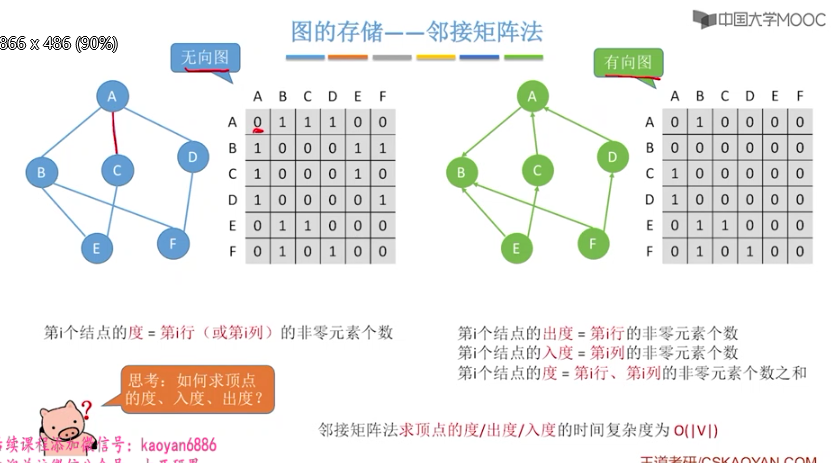 中国大学MOOC
866 x 486 (90%)
图的存储——邻接矩阵法
无向图
有向图
A
B
C
D
E
F
A B C D E F
A 0 1 1 1 0 0
B 1 0 0 0 1 1
C 1 0 0 0 1 0
D 1 0 0 0 0 1
E 0 1 1 0 0 0
F 0 1 0 1 0 0
A
B
C
D
E
F
A B C D E F
A 0 1 0 0 0 0
B 0 0 0 0 0 0
C 1 0 0 0 0 0
D 1 0 0 0 0 0
E 0 1 1 0 0 0
F 0 1 0 1 0 0
第i个结点的度 = 第i行（或第i列）的非零元素个数
第i个结点的出度 = 第i行的非零元素个数
第i个结点的入度 = 第i列的非零元素个数
第i个结点的度 = 第i行、第i列的非零元素个数之和
思考：如何求顶点
的度、入度、出度？
?
邻接矩阵法求顶点的度/出度/入度的时间复杂度为 O(|V|)
续课程添加微信号：kaoyan6886
王道考研/CSKAOYAN.COM